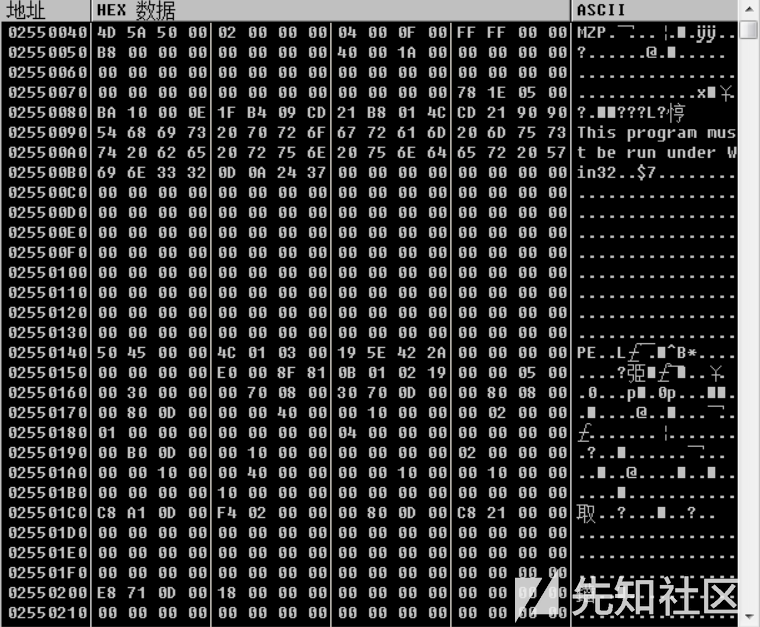 地址 HEX 数据 ASCII
02550040 4D 5A 50 00 02 00 00 00 04 00 0F 00 FF FF 00 00 MZP.￢...¦.■.ÿÿ..
02550050 B8 00 00 00 00 00 00 00 40 00 1A 00 00 00 00 00 ?.......@.■.....
02550060 00 00 00 00 00 00 00 00 00 00 00 00 00 00 00 00 ................
02550070 00 00 00 00 00 00 00 00 00 00 00 00 78 1E 05 00 ............x■￥
02550080 BA 10 00 0E 1F B4 09 CD 21 B8 01 4C CD 21 90 90 ?.■■???L?
02550090 54 68 69 73 20 70 72 6F 67 72 61 6D 20 6D 75 73 This program mus
025500A0 74 20 62 65 20 72 75 6E 20 75 6E 64 65 72 20 57 t be run under W
025500B0 69 6E 33 32 0D 0A 24 37 00 00 00 00 00 00 00 00 in32..$7........
025500C0 00 00 00 00 00 00 00 00 00 00 00 00 00 00 00 00 ................
025500D0 00 00 00 00 00 00 00 00 00 00 00 00 00 00 00 00 ................
025500E0 00 00 00 00 00 00 00 00 00 00 00 00 00 00 00 00 ................
025500F0 00 00 00 00 00 00 00 00 00 00 00 00 00 00 00 00 ................
02550100 00 00 00 00 00 00 00 00 00 00 00 00 00 00 00 00 ................
02550110 00 00 00 00 00 00 00 00 00 00 00 00 00 00 00 00 ................
02550120 00 00 00 00 00 00 00 00 00 00 00 00 00 00 00 00 ................
02550130 00 00 00 00 00 00 00 00 00 00 00 00 00 00 00 00 ................
02550140 50 45 00 00 4C 01 03 00 19 5E 42 2A 00 00 00 00 PE..L.■^B*....
02550150 00 00 00 00 E0 00 8F 81 0B 01 02 19 00 00 05 00 ....?
02550160 00 30 00 00 00 70 08 00 30 70 0D 00 00 80 08 00 .0...p■.0p...■■.
02550170 00 80 0D 00 00 00 40 00 00 10 00 00 00 02 00 00 .■....@..■...￢..
02550180 01 00 00 00 00 00 00 00 04 00 00 00 00 00 00 00 ￡.......¦.......
02550190 00 B0 0D 00 00 10 00 00 00 00 00 00 02 00 00 00 .?..■......￢...
025501A0 00 00 10 00 00 40 00 00 00 00 10 00 00 10 00 00 ..■..@....■..■..
025501B0 00 00 00 00 10 00 00 00 00 00 00 00 00 00 00 00 ....■...........
025501C0 C8 A1 0D 00 F4 02 00 00 00 80 0D 00 C8 21 00 00 取..?...■..?..
025501D0 00 00 00 00 00 00 00 00 00 00 00 00 00 00 00 00 ................
025501E0 00 00 00 00 00 00 00 00 00 00 00 00 00 00 00 00 ................
025501F0 00 00 00 00 00 00 00 00 00 00 00 00 00 00 00 00
02550200 E8 71 0D 00 18 00 00 00 00 00 00 00 00 00 00 00
02550210 00 00 00 00 00 00 00 00 00 00 00 00 00 00 00 00
先知社区